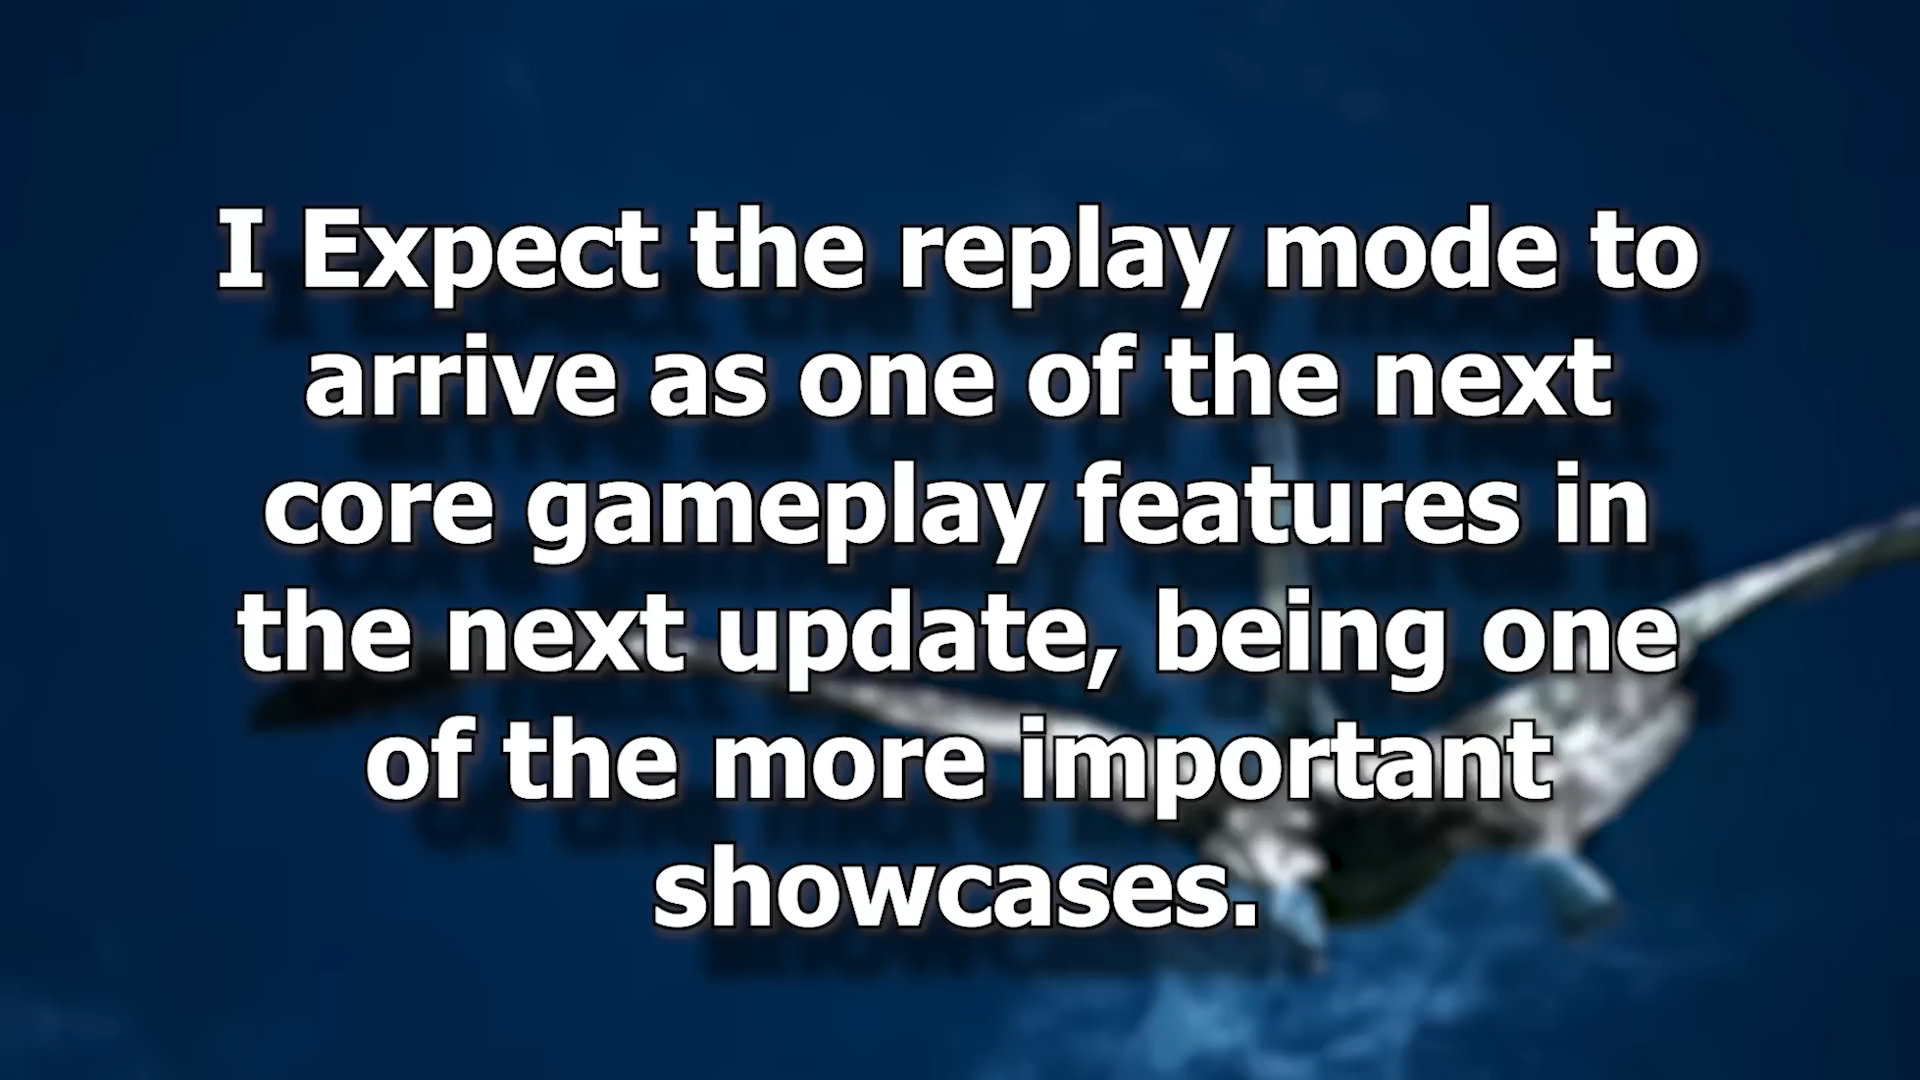 I Expect the replay mode to
arrive as one of the next
core gameplay features in
the next update, being one
of the more important
showcases.